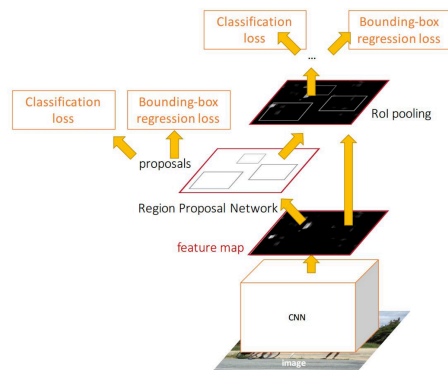 Classification
loss
Bounding-box
regression loss
...
Classification
loss
Bounding-box
regression loss
RoI pooling
proposals
Region Proposal Network
feature map
CNN
image